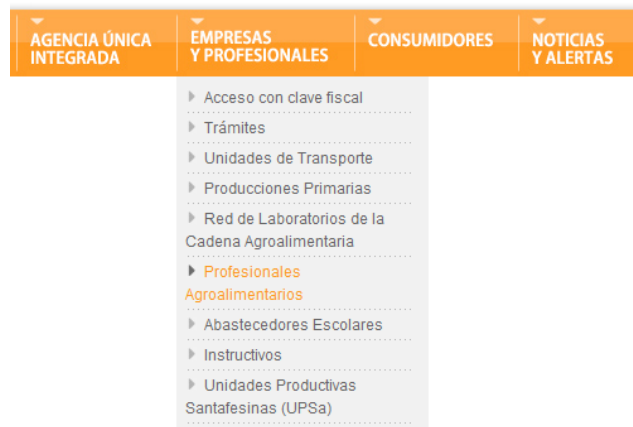 AGENCIA ÚNICA
INTEGRADA
EMPRESAS
Y PROFESIONALES
CONSUMIDORES
NOTICIAS
Y ALERTAS
Acceso con clave fiscal
Trámites
Unidades de Transporte
Producciones Primarias
Red de Laboratorios de la
Cadena Agroalimentaria
Profesionales
Agroalimentarios
Abastecedores Escolares
Instructivos
Unidades Productivas
Santafesinas (UPSa)